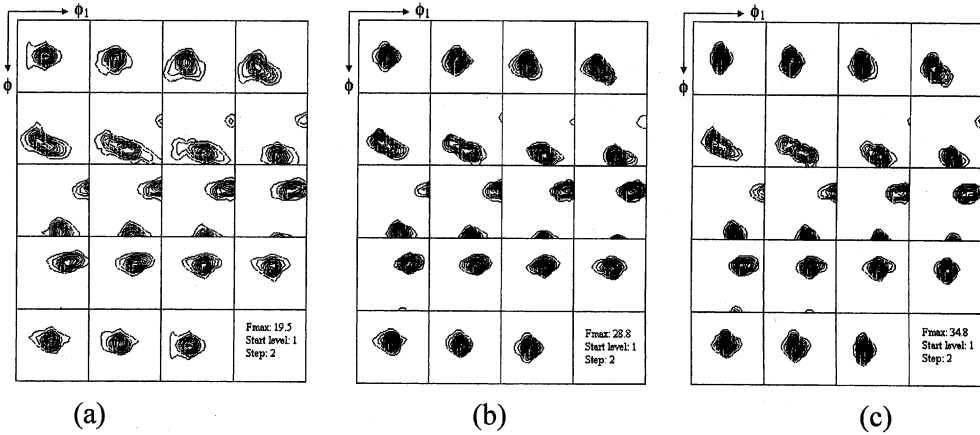 ϕ₁
ϕ
Fmax: 19.5
Start level: 1
Step: 2
(a)
ϕ₁
ϕ
Fmax: 28.8
Start level: 1
Step: 2
(b)
ϕ₁
ϕ
Fmax: 34.8
Start level: 1
Step: 2
(c)